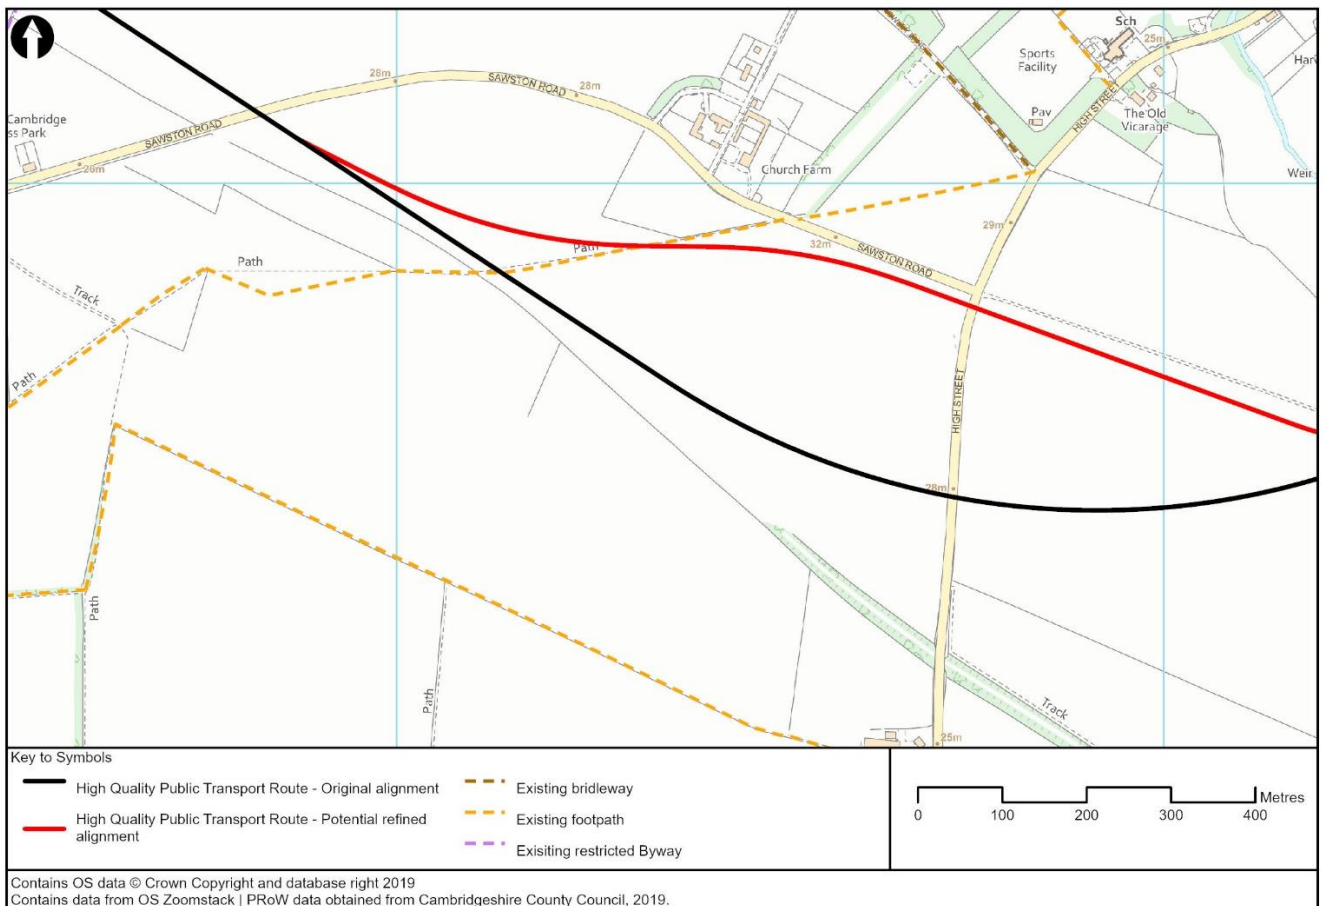 Sch
25m
Sports
Facility
28m
SAWSTON ROAD
28m
Pav
HIGH STREET
The Old
Vicarage
Cambridge
ss Park
SAWSTON ROAD
26m
Church Farm
Weir
29m
32m
SAWSTON ROAD
Path
Path
Track
Path
HIGH STREET
28m
Path
Path
Track
25m
Key to Symbols
High Quality Public Transport Route - Original alignment
High Quality Public Transport Route - Potential refined
alignment
Existing bridleway
Existing footpath
Exisiting restricted Byway
0 100 200 300 400 Metres
Contains OS data © Crown Copyright and database right 2019
Contains data from OS Zoomstack | PRoW data obtained from Cambridgeshire County Council, 2019.